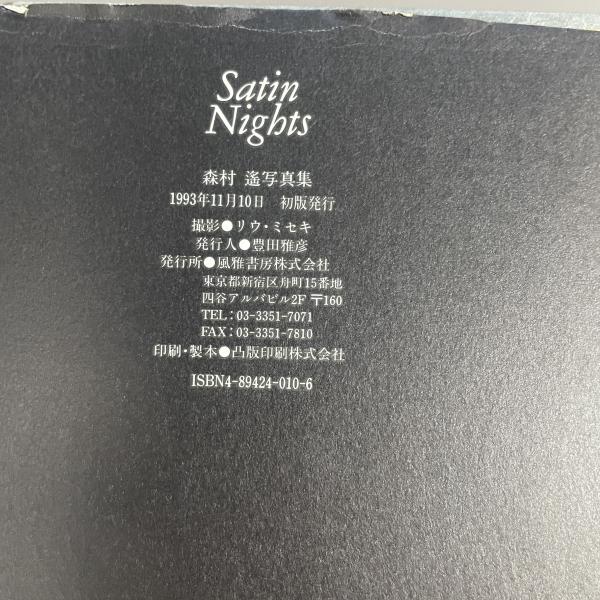 Satin
Nights
森村 遙写真集
1993年11月10日 初版発行
撮影●リウ・ミセキ
発行人●豊田雅彦
発行所●風雅書房株式会社
東京都新宿区舟町15番地
四谷アルバビル2F 〒160
TEL：03-3351-7071
FAX：03-3351-7810
印刷・製本●凸版印刷株式会社
ISBN4-89424-010-6